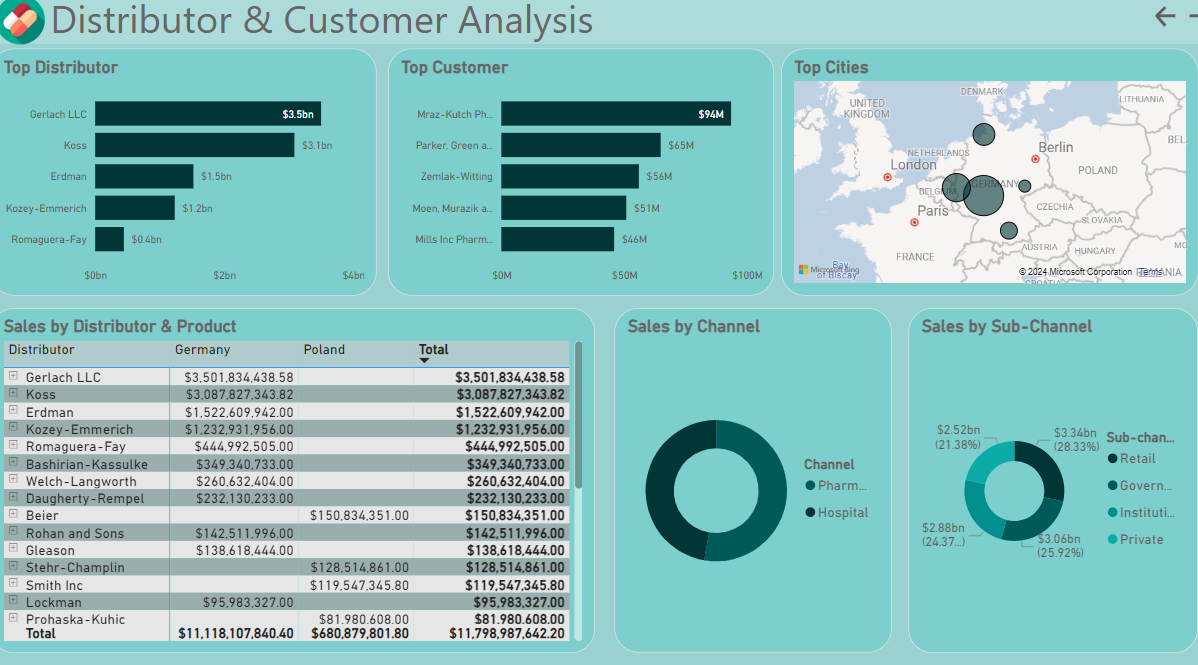 Distributor & Customer Analysis
Top Distributor
Gerlach LLC $3.5bn
Koss $3.1bn
Erdman $1.5bn
Kozey-Emmerich $1.2bn
Romaguera-Fay $0.4bn
$0bn $2bn $4bn
Top Customer
Mraz-Kutch Ph... $94M
Parker, Green a... $65M
Zemlak-Witting $56M
Moen, Murazik a... $51M
Mills Inc Pharm... $46M
$0M $50M $100M
Top Cities
DENMARK
LITHUANIA
UNITED
KINGDOM
BEL
Berlin
NETHERLANDS
London
POLAND
GERMANY
BELGIUM
Paris
CZECHIA
SLOVAKIA
AUSTRIA
HUNGARY
MO
FRANCE
Bay
of Biscay
Microsoft Bing
© 2024 Microsoft Corporation Terms
CROATIA
Sales by Distributor & Product
Distributor Germany Poland Total
Gerlach LLC $3,501,834,438.58 $3,501,834,438.58
Koss $3,087,827,343.82 $3,087,827,343.82
Erdman $1,522,609,942.00 $1,522,609,942.00
Kozey-Emmerich $1,232,931,956.00 $1,232,931,956.00
Romaguera-Fay $444,992,505.00 $444,992,505.00
Bashirian-Kassulke $349,340,733.00 $349,340,733.00
Welch-Langworth $260,632,404.00 $260,632,404.00
Daugherty-Rempel $232,130,233.00 $232,130,233.00
Beier $150,834,351.00 $150,834,351.00
Rohan and Sons $142,511,996.00 $142,511,996.00
Gleason $138,618,444.00 $138,618,444.00
Stehr-Champlin $128,514,861.00 $128,514,861.00
Smith Inc $119,547,345.80 $119,547,345.80
Lockman $95,983,327.00 $95,983,327.00
Prohaska-Kuhic $81,980,608.00 $81,980,608.00
Total $11,118,107,840.40 $680,879,801.80 $11,798,987,642.20
Sales by Channel
Channel
Pharm...
Hospital
Sales by Sub-Channel
$2.52bn
(21.38%)
$3.34bn
(28.33%)
$2.88bn
(24.37...)
$3.06bn
(25.92%)
Sub-chan...
Retail
Govern...
Instituti...
Private